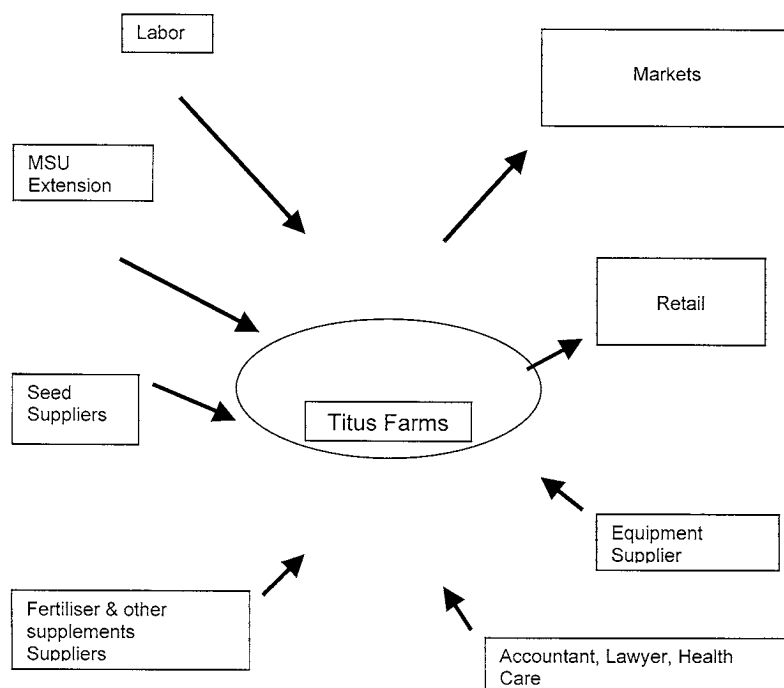 Labor
Markets
MSU
Extension
Retail
Seed
Suppliers
Titus Farms
Equipment
Supplier
Fertiliser & other
supplements
Suppliers
Accountant, Lawyer, Health
Care